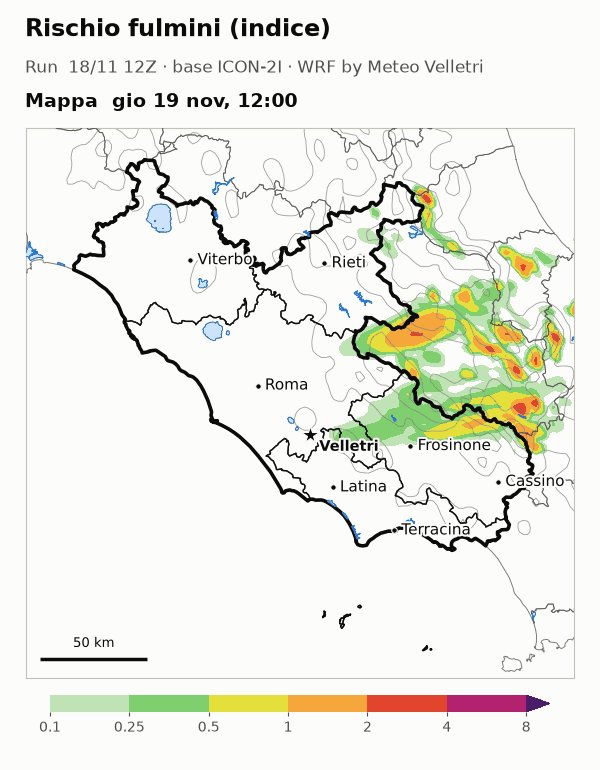 Rischio fulmini (indice)
Run 18/11 12Z · base ICON-2I · WRF by Meteo Velletri
Mappa gio 19 nov, 12:00
Viterbo
Rieti
Roma
Velletri
Frosinone
Latina
Cassino
Terracina
50 km
0.1 0.25 0.5 1 2 4 8